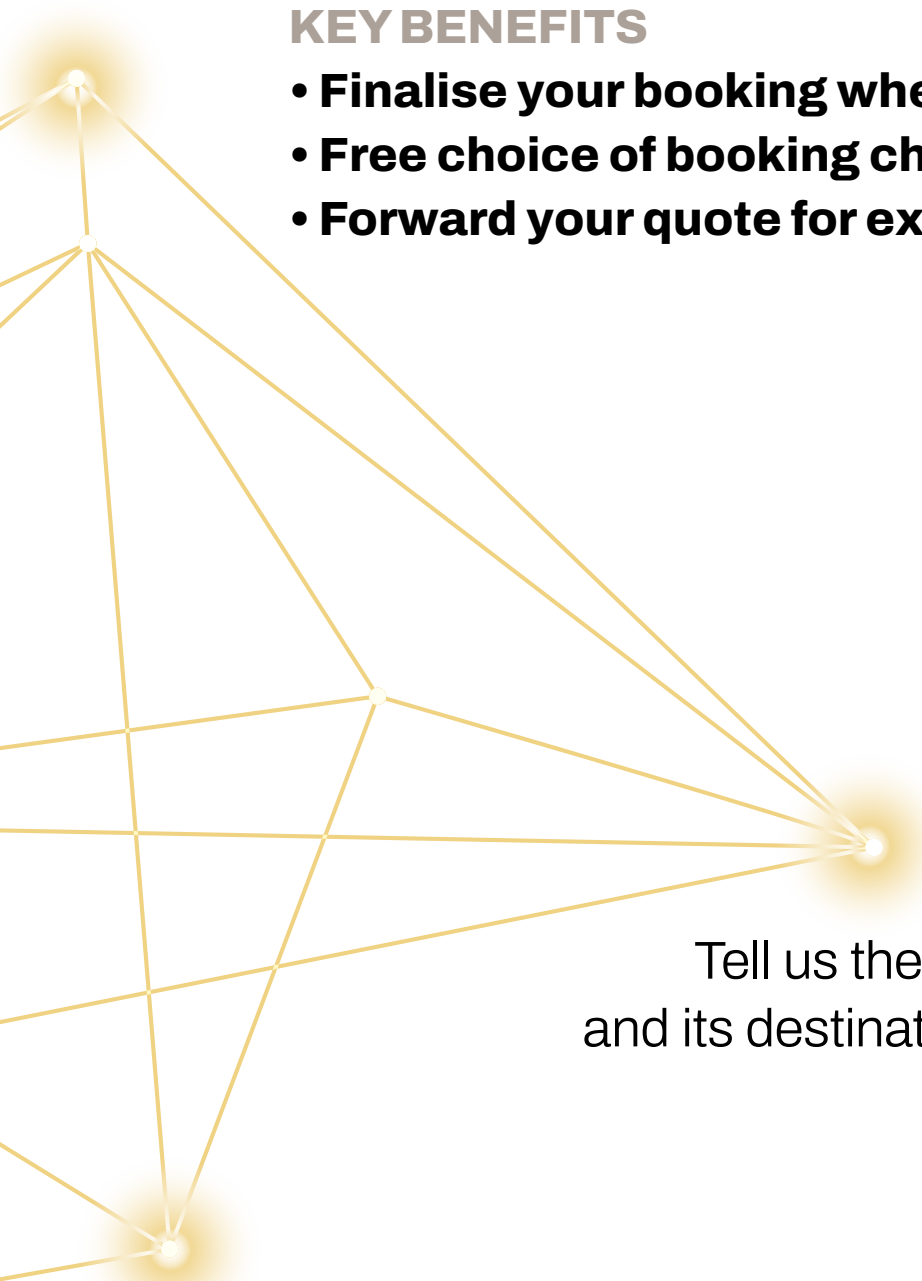 KEY BENEFITS
• Finalise your booking whe
• Free choice of booking ch
• Forward your quote for ex
Tell us the
and its destinat